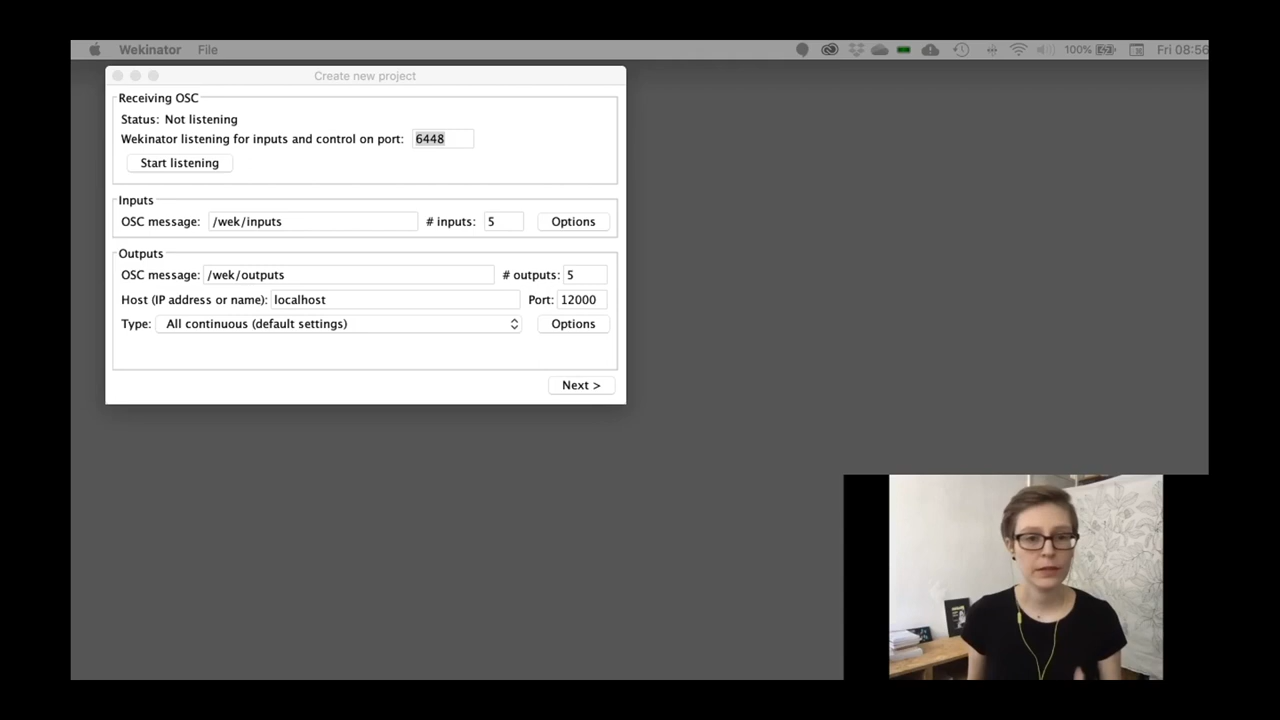 Wekinator File 100% Fri 08:56
Create new project
Receiving OSC
Status: Not listening
Wekinator listening for inputs and control on port: 6448
Start listening
Inputs
OSC message: /wek/inputs # inputs: 5 Options
Outputs
OSC message: /wek/outputs # outputs: 5
Host (IP address or name): localhost Port: 12000
Type: All continuous (default settings) Options
Next >